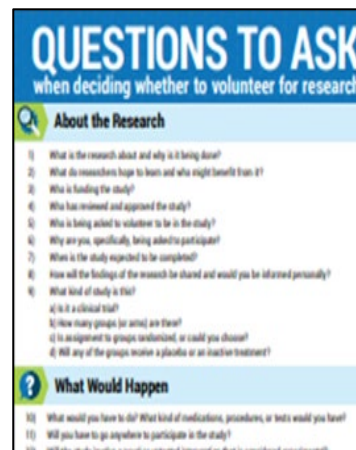 QUESTIONS TO ASK
when deciding whether to volunteer for research
About the Research
1) What is the research about and why is it being done?
2) What do researchers hope to learn and who might benefit from it?
3) Who is funding the study?
4) Who has reviewed and approved the study?
5) Who is being asked to volunteer to be in the study?
6) Why are you, specifically, being asked to participate?
7) When is the study expected to be completed?
8) How will the findings of the research be shared and would you be informed personally?
9) What kind of study is this?
a) Is it a clinical trial?
b) How many groups (or arms) are there?
c) Is assignment to groups randomized, or could you choose?
d) Will any of the groups receive a placebo or an inactive treatment?
What Would Happen
10) What would you have to do? What kind of medications, procedures, or tests would you have?
11) Will you have to go anywhere to participate in the study?